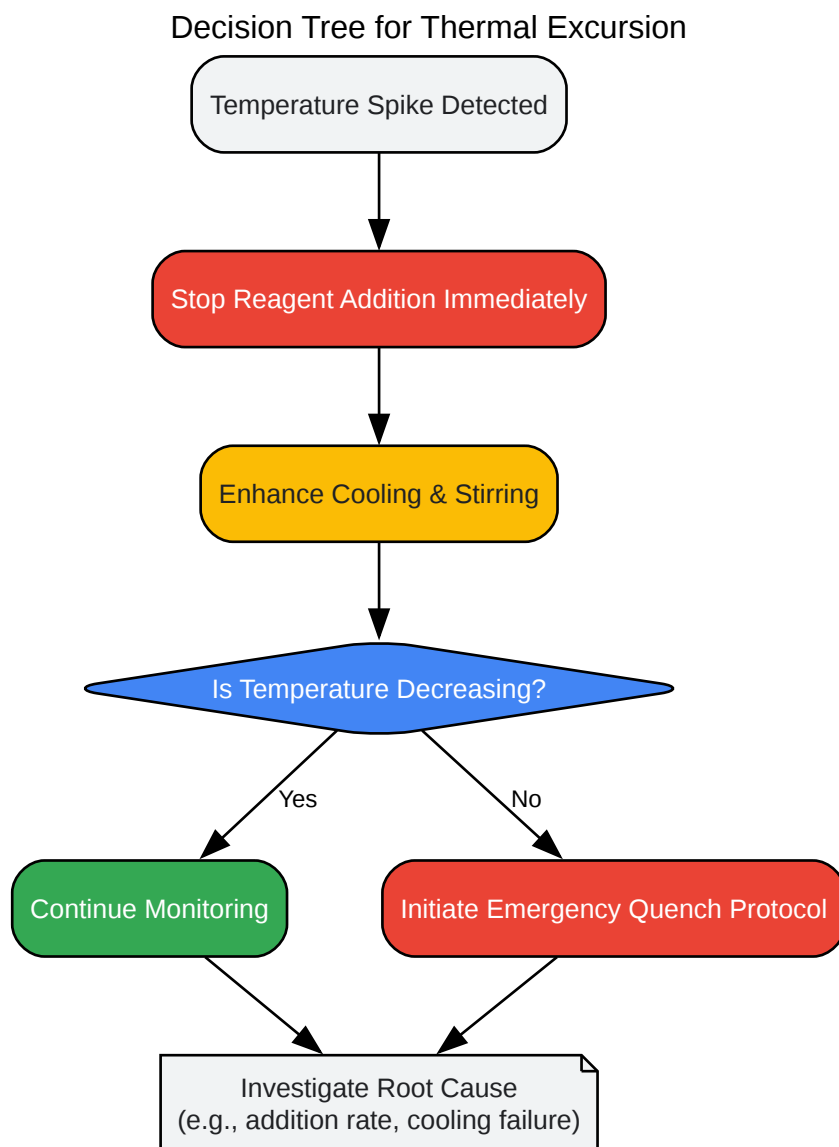 Decision Tree for Thermal Excursion
Temperature Spike Detected
Stop Reagent Addition Immediately
Enhance Cooling & Stirring
Is Temperature Decreasing?
Yes
No
Continue Monitoring
Initiate Emergency Quench Protocol
Investigate Root Cause
(e.g., addition rate, cooling failure)